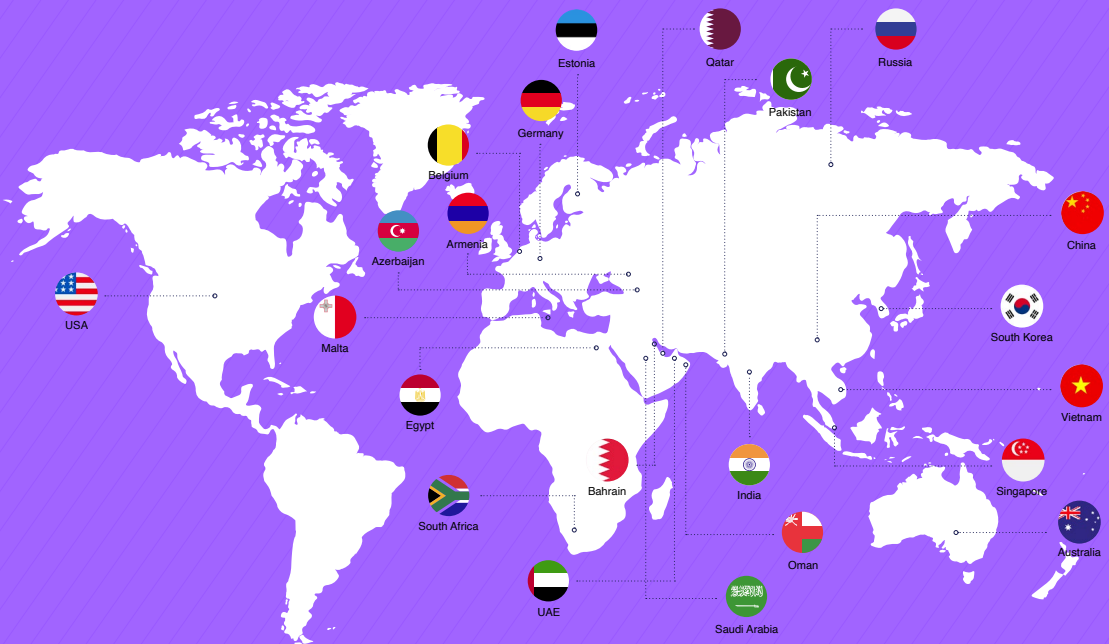 Estonia
Qatar
Russia
Pakistan
Germany
Belgium
Armenia
Azerbaijan
China
USA
Malta
South Korea
Egypt
Vietnam
Bahrain
India
Singapore
South Africa
Australia
Oman
UAE
Saudi Arabia